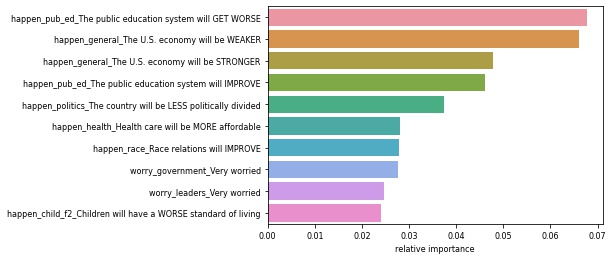 happen_pub_ed_The public education system will GET WORSE
happen_general_The U.S. economy will be WEAKER
happen_general_The U.S. economy will be STRONGER
happen_pub_ed_The public education system will IMPROVE
happen_politics_The country will be LESS politically divided
happen_health_Health care will be MORE affordable
happen_race_Race relations will IMPROVE
worry_government_Very worried
worry_leaders_Very worried
happen_child_f2_Children will have a WORSE standard of living
0.00 0.01 0.02 0.03 0.04 0.05 0.06 0.07
relative importance